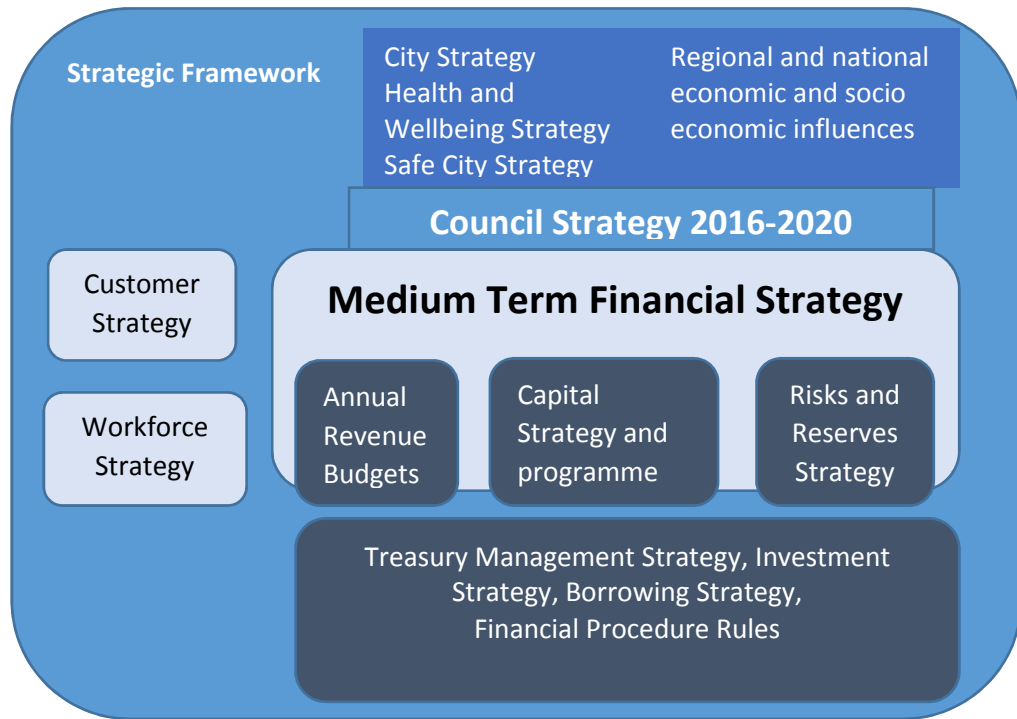 Strategic Framework
City Strategy
Health and
Wellbeing Strategy
Safe City Strategy
Regional and national
economic and socio
economic influences
Council Strategy 2016-2020
Customer
Strategy
Workforce
Strategy
Medium Term Financial Strategy
Annual
Revenue
Budgets
Capital
Strategy and
programme
Risks and
Reserves
Strategy
Treasury Management Strategy, Investment
Strategy, Borrowing Strategy,
Financial Procedure Rules